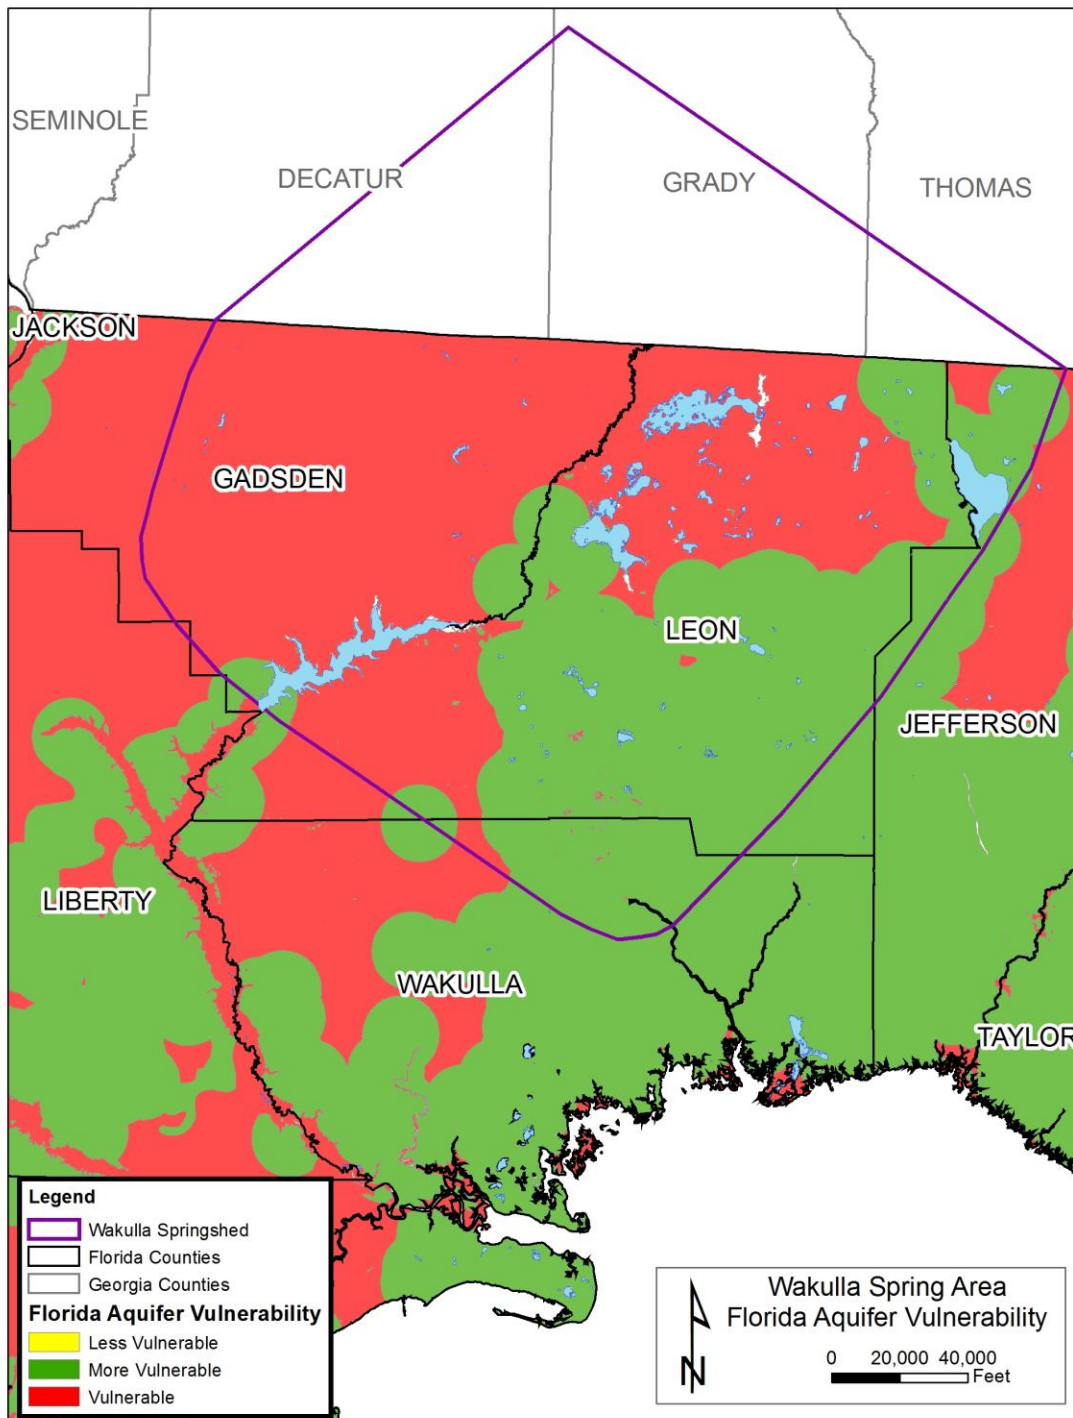 SEMINOLE
DECATUR
GRADY
THOMAS
JACKSON
GADSDEN
LEON
JEFFERSON
LIBERTY
WAKULLA
TAYLOR
Legend
Wakulla Springshed
Florida Counties
Georgia Counties
Florida Aquifer Vulnerability
Less Vulnerable
More Vulnerable
Vulnerable
Wakulla Spring Area
Florida Aquifer Vulnerability
N
0 20,000 40,000
Feet